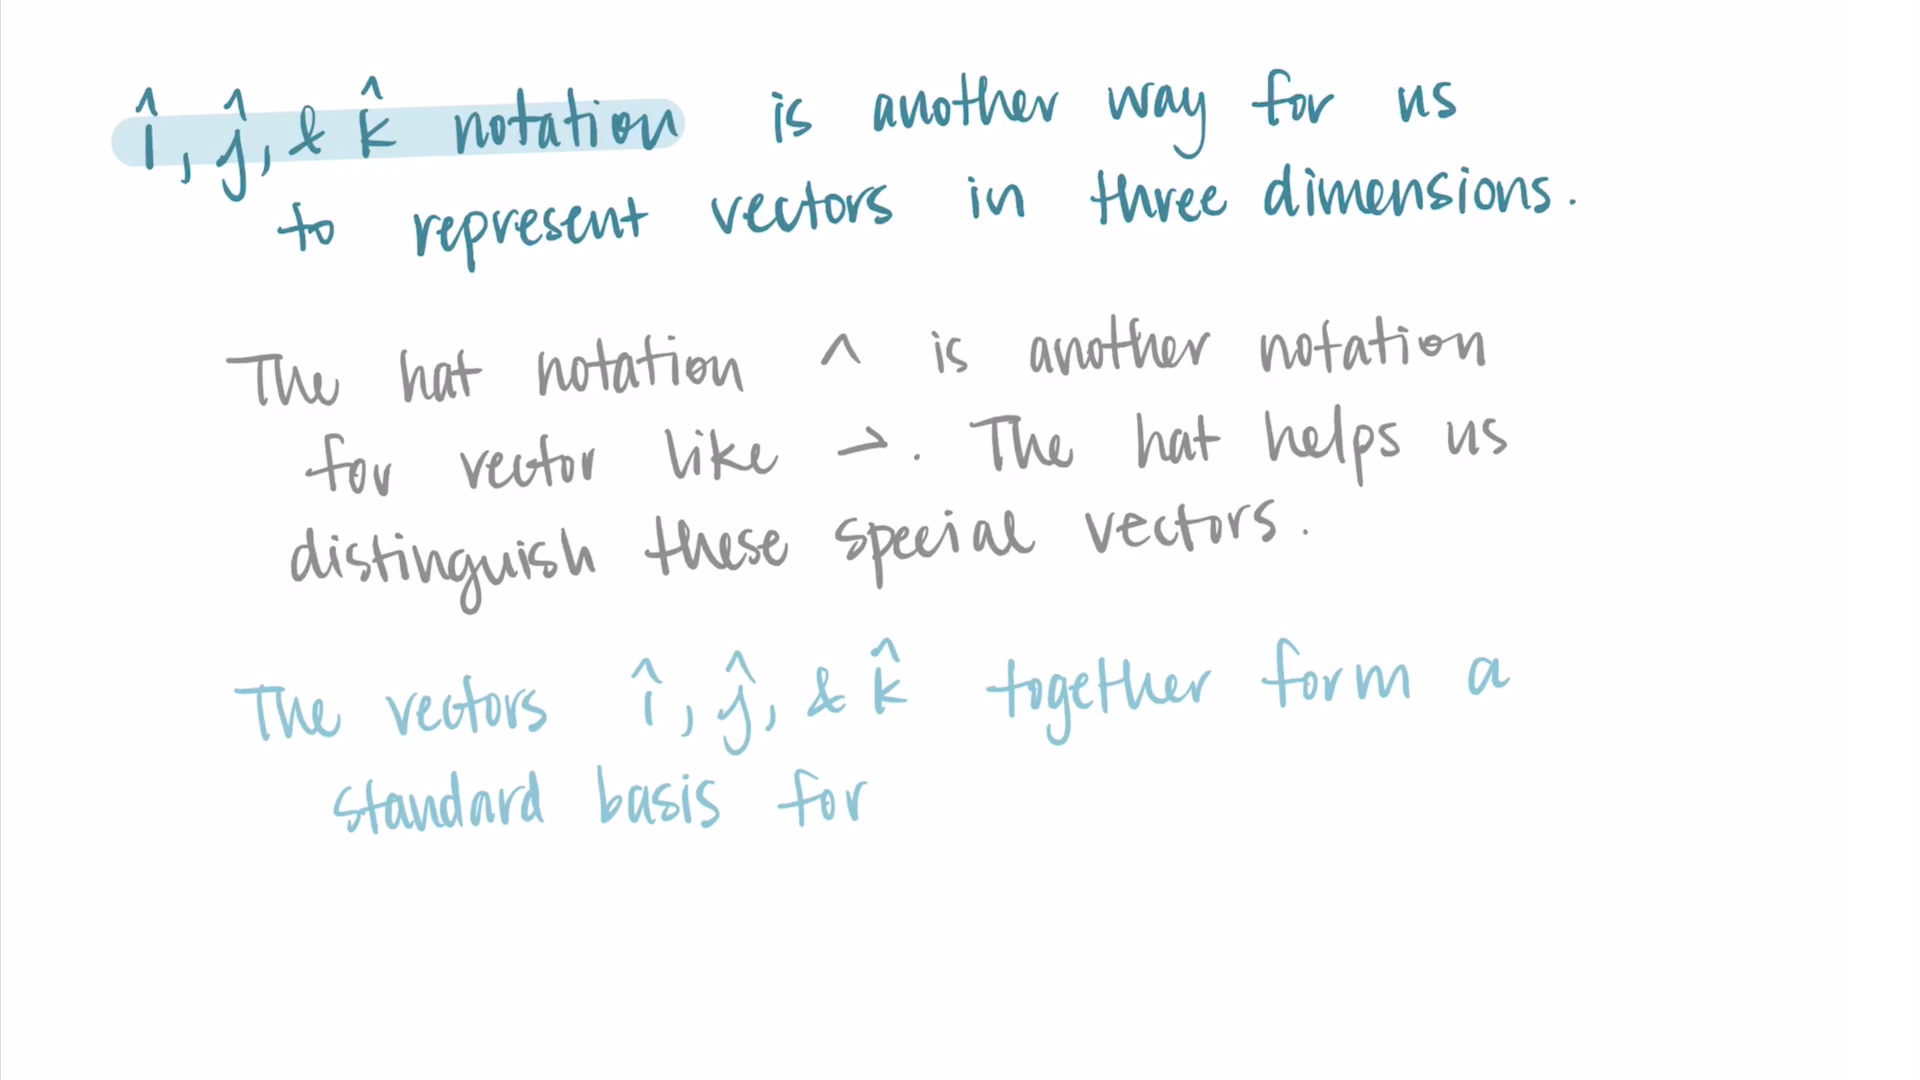 î, ĵ, & k̂ notation is another way for us
to represent vectors in three dimensions.
The hat notation ^ is another notation
for vector like ⇀. The hat helps us
distinguish these special vectors.
The vectors î, ĵ, & k̂ together form a
standard basis for